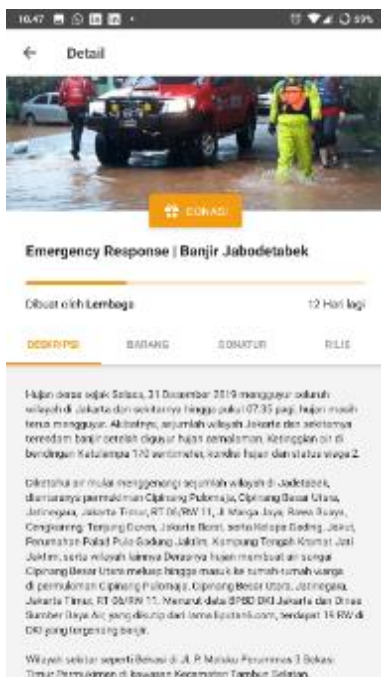 10.47
59%
Detail
DONASI
Emergency Response | Banjir Jabodetabek
Dibuat oleh Lembaga
12 Hari lagi
DESKRIPSI BARANG DONATUR RILIS
Hujan deras sejak Selasa, 31 Desember 2019 mengguyur seluruh
wilayah di Jakarta dan sekitarnya hingga pukul 07.35 pagi, hujan masih
terus mengguyur. Akibatnya, sejumlah wilayah Jakarta dan sekitarnya
terendam banjir setelah diguyur hujan semalaman. Ketinggian air di
bendungan Katulampa 170 sentimeter, kondisi hujan dan status siaga 2.
Diketahui air mulai menggenangi sejumlah wilayah di Jadetabek,
diantaranya permukiman Cipinang Pulomaja, Cipinang Besar Utara,
Jatinegara, Jakarta Timur, RT 06/RW 11, Jl Marga Jaya, Rawa Buaya,
Cengkareng, Tanjung Duren, Jakarta Barat, serta Kelapa Gading, Jakut,
Perumahan Pulo Gadung Jaktim, Kampung Tengah Kramat Jati
Jaktim, serta wilayah lainnya Derasnya hujan membuat air sungai
Cipinang Besar Utara meluap hingga masuk ke rumah-rumah warga
di permukiman Cipinang Pulomaja, Cipinang Besar Utara, Jatinegara,
Jakarta Timur, RT 06/RW 11. Menurut data BPBD DKI Jakarta dan Dinas
Sumber Daya Air, yang dikutip dari laman liputan6.com, terdapat 19 RW di
DKI yang tergenang banjir.
Wilayah sekitar seperti Bekasi di Jl. P. Maluku Perumnas 3 Bekasi
Timur Permukiman di kawasan Kecamatan Tambun Selatan,